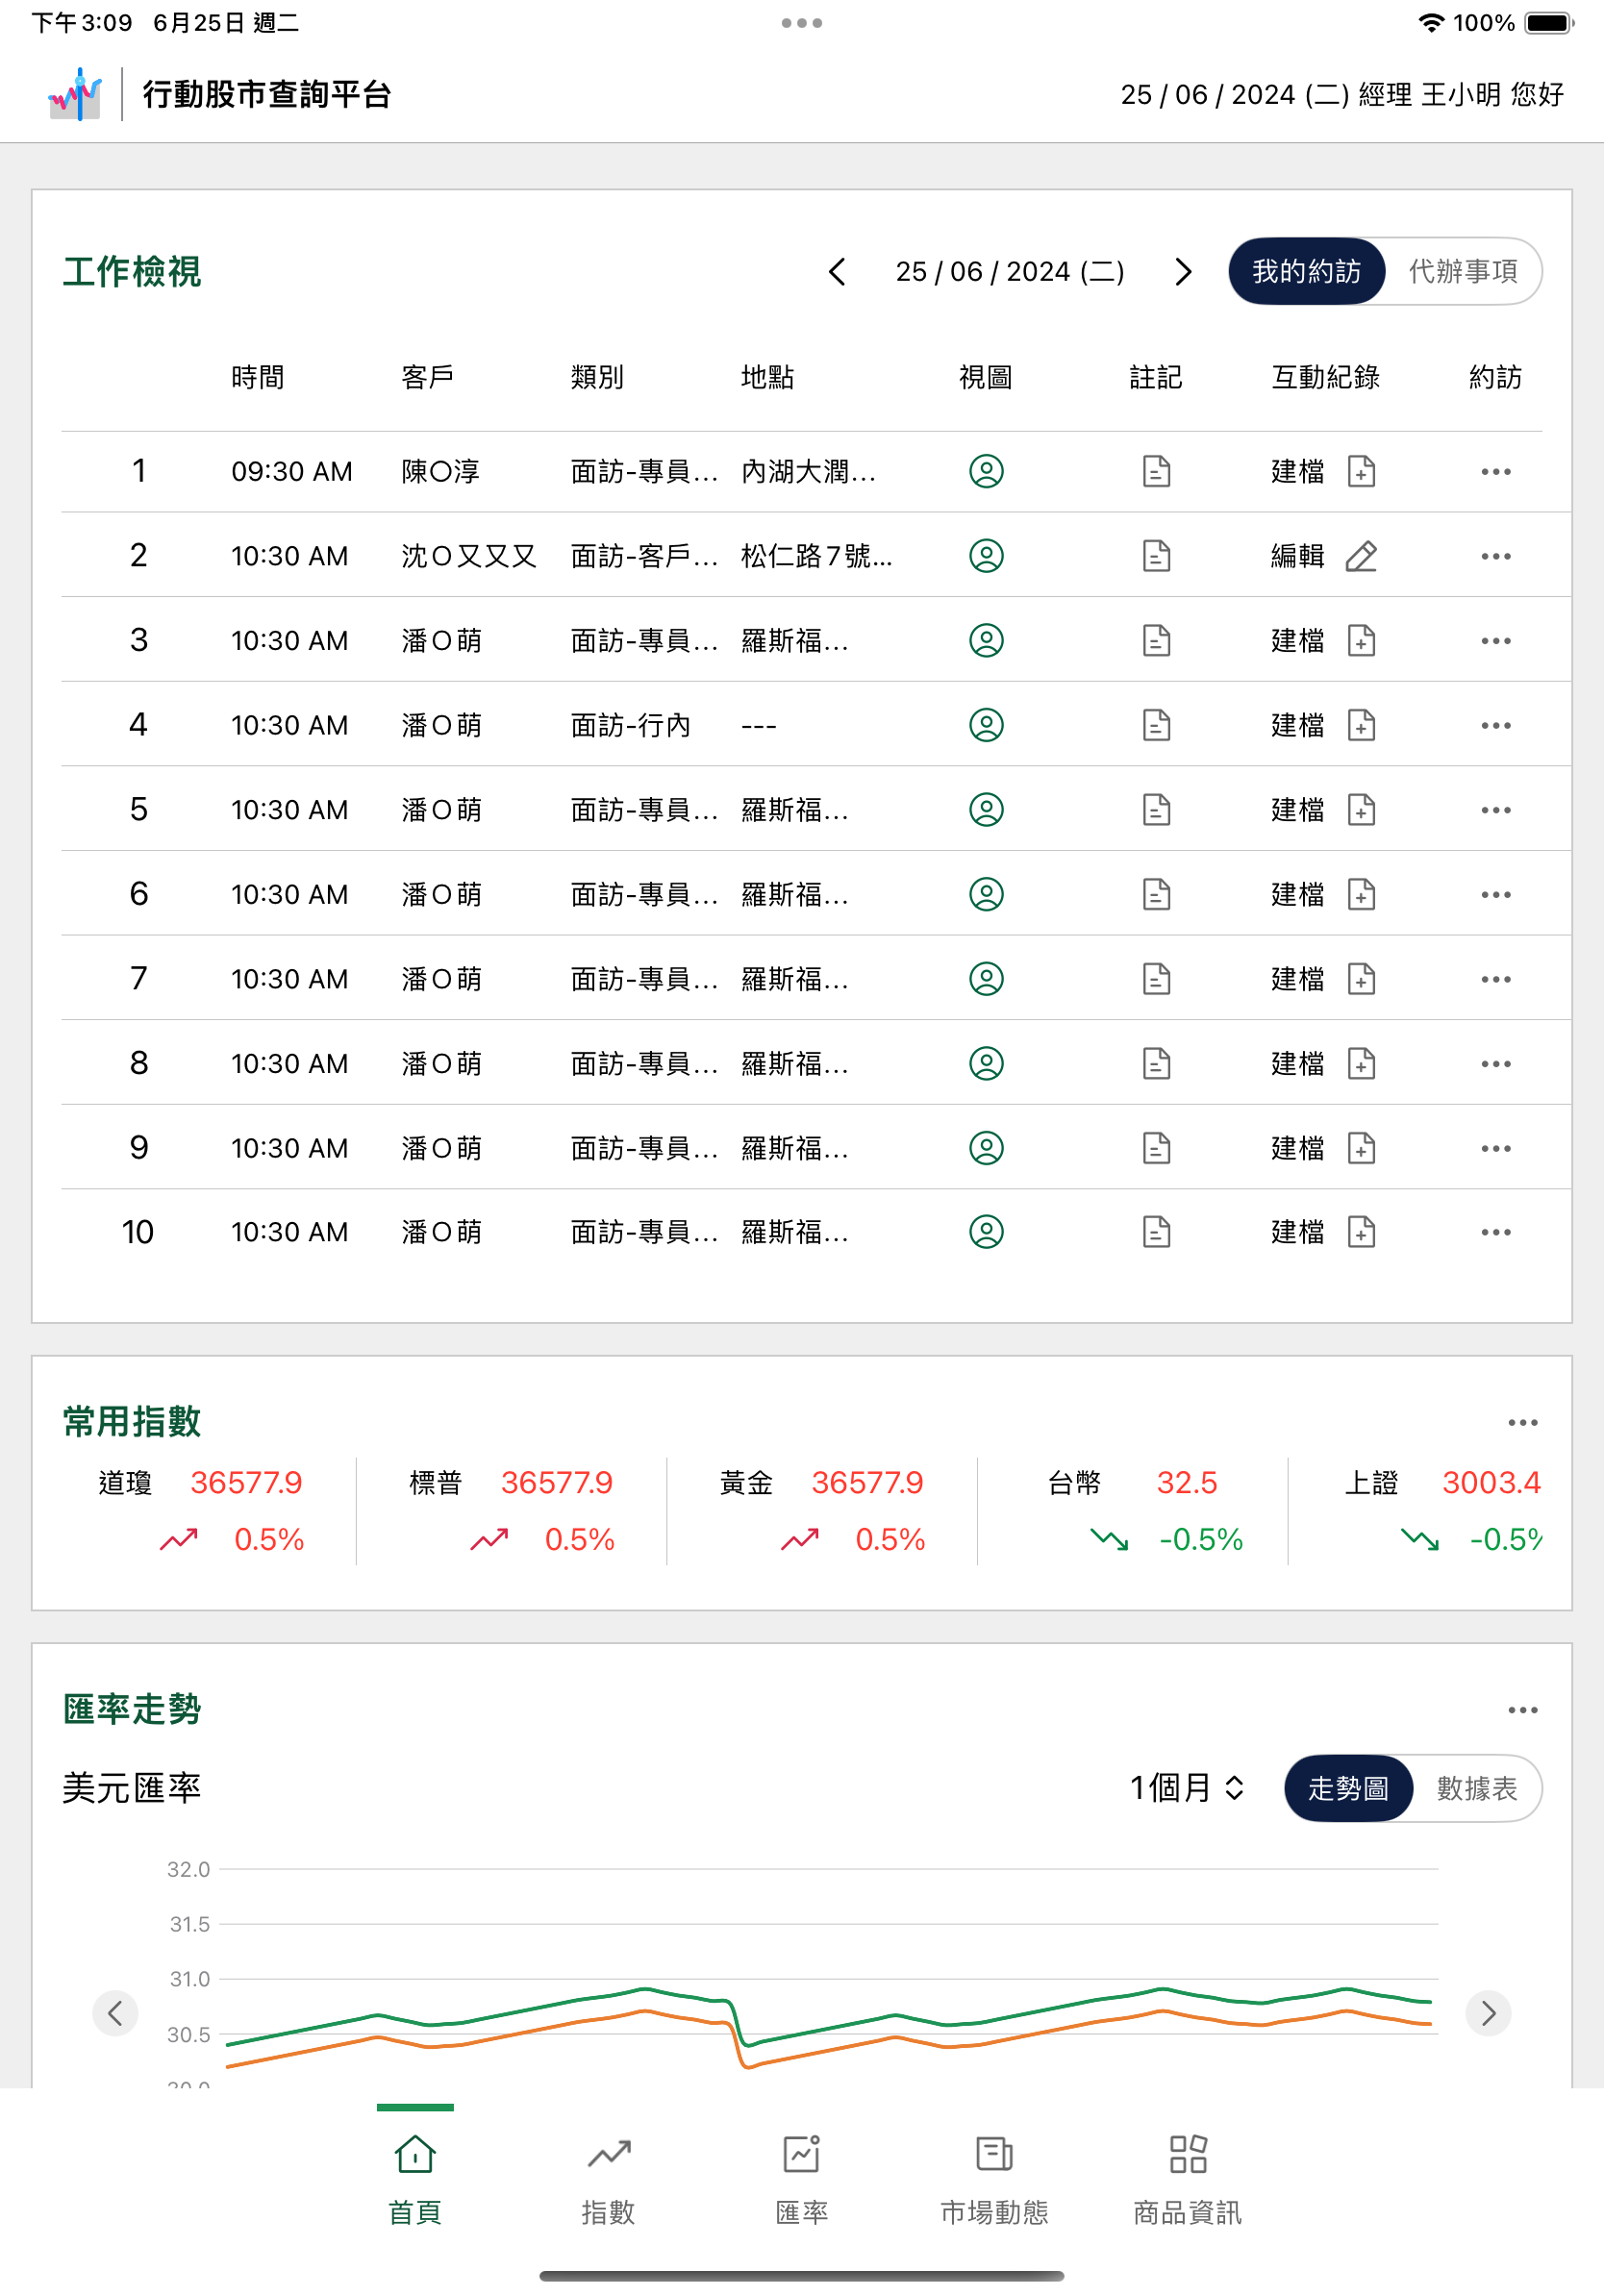 下午3:09 6月25日 週二
100%
行動股市查詢平台
25 / 06 / 2024 (二) 經理 王小明 您好
工作檢視
25 / 06 / 2024 (二)
我的約訪 代辦事項
時間 客戶 類別 地點 視圖 註記 互動紀錄 約訪
1 09:30 AM 陳〇淳 面訪-專員... 內湖大潤... 建檔
2 10:30 AM 沈Ｏ又又又 面訪-客戶... 松仁路7號... 編輯
3 10:30 AM 潘Ｏ萌 面訪-專員... 羅斯福... 建檔
4 10:30 AM 潘Ｏ萌 面訪-行內 --- 建檔
5 10:30 AM 潘Ｏ萌 面訪-專員... 羅斯福... 建檔
6 10:30 AM 潘Ｏ萌 面訪-專員... 羅斯福... 建檔
7 10:30 AM 潘Ｏ萌 面訪-專員... 羅斯福... 建檔
8 10:30 AM 潘Ｏ萌 面訪-專員... 羅斯福... 建檔
9 10:30 AM 潘Ｏ萌 面訪-專員... 羅斯福... 建檔
10 10:30 AM 潘Ｏ萌 面訪-專員... 羅斯福... 建檔
常用指數
道瓊 36577.9 標普 36577.9 黃金 36577.9 台幣 32.5 上證 3003.4
0.5% 0.5% 0.5% -0.5% -0.5%
匯率走勢
美元匯率 1個月 走勢圖 數據表
32.0
31.5
31.0
30.5
30.0
首頁 指數 匯率 市場動態 商品資訊